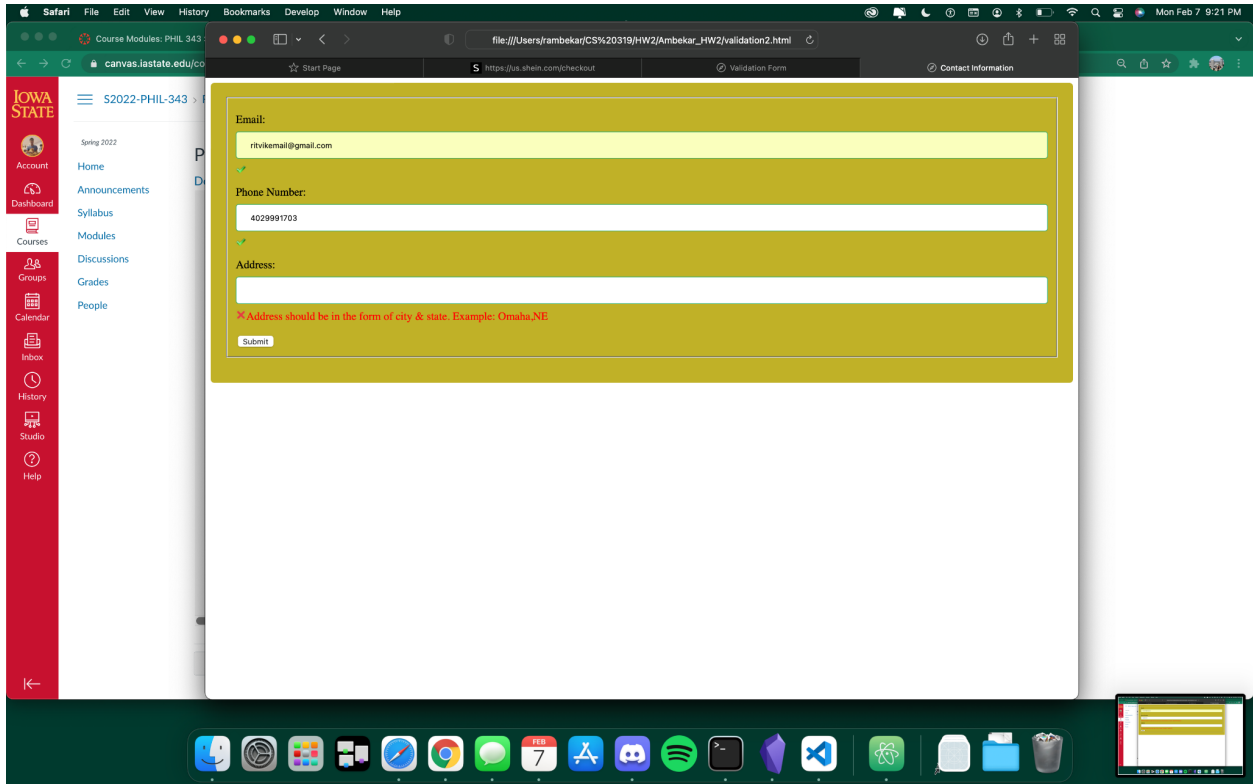 Safari File Edit View History Bookmarks Develop Window Help
Mon Feb 7 9:21 PM
Course Modules: PHIL 343
canvas.iastate.edu/co
file:///Users/rambekar/CS%20319/HW2/Ambekar_HW2/validation2.html
Start Page
S https://us.shein.com/checkout
Validation Form
Contact Information
IOWA
STATE
S2022-PHIL-343
Spring 2022
Account
Dashboard
Courses
Groups
Calendar
Inbox
History
Studio
Help
Home
Announcements
Syllabus
Modules
Discussions
Grades
People
Email:
ritvikemail@gmail.com
Phone Number:
4029991703
Address:
Address should be in the form of city & state. Example: Omaha,NE
Submit
FEB
7